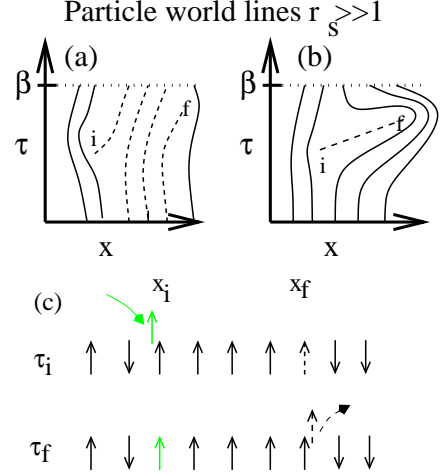 Particle world lines r_s >>1
(a) (b)
β β
i f f
τ τ i
x x
(c) x_i x_f
τ_i
τ_f